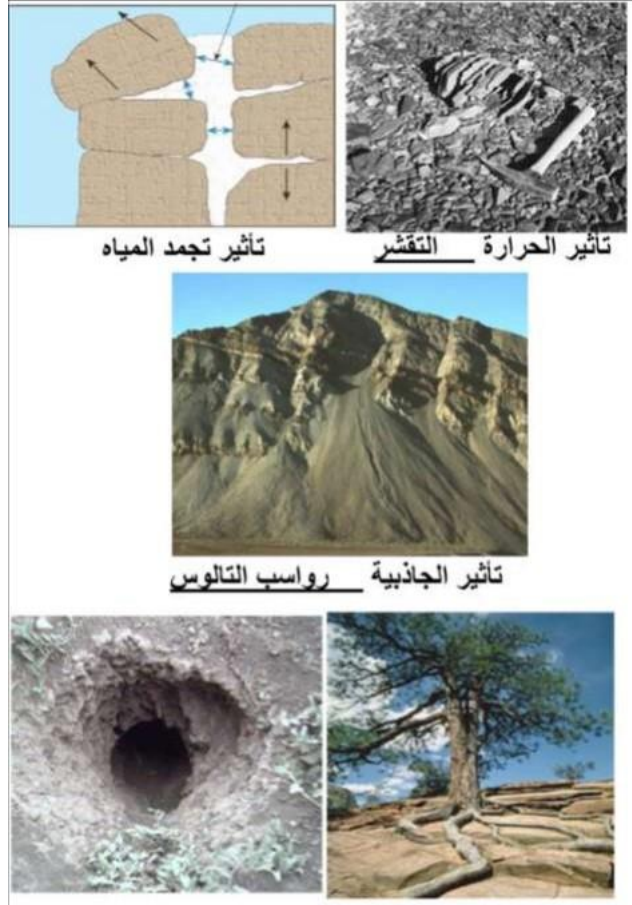 تأثير الحرارة التقشر
تأثير تجمد المياه
تأثير الجاذبية رواسب التالوس